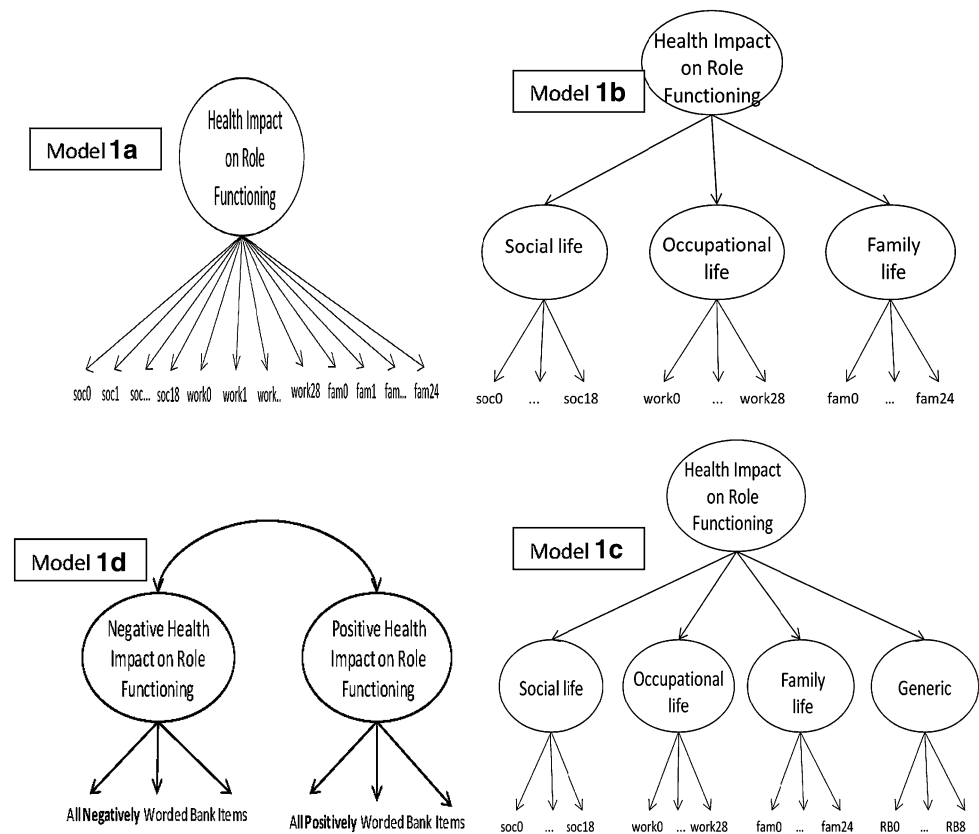 Model 1a
Health Impact
on Role
Functioning
soc0 soc1 soc... soc18 work0 work1 work.. work28 fam0 fam1 fam... fam24
Model 1b
Health Impact
on Role
Functioning
Social life
Occupational
life
Family
life
soc0 ... soc18 work0 ... work28 fam0 ... fam24
Model 1d
Negative Health
Impact on Role
Functioning
Positive Health
Impact on Role
Functioning
All Negatively Worded Bank Items
All Positively Worded Bank Items
Model 1c
Health Impact
on Role
Functioning
Social life
Occupational
life
Family
life
Generic
soc0 ... soc18 work0 ... work28 fam0 ... fam24 RB0 ... RB8